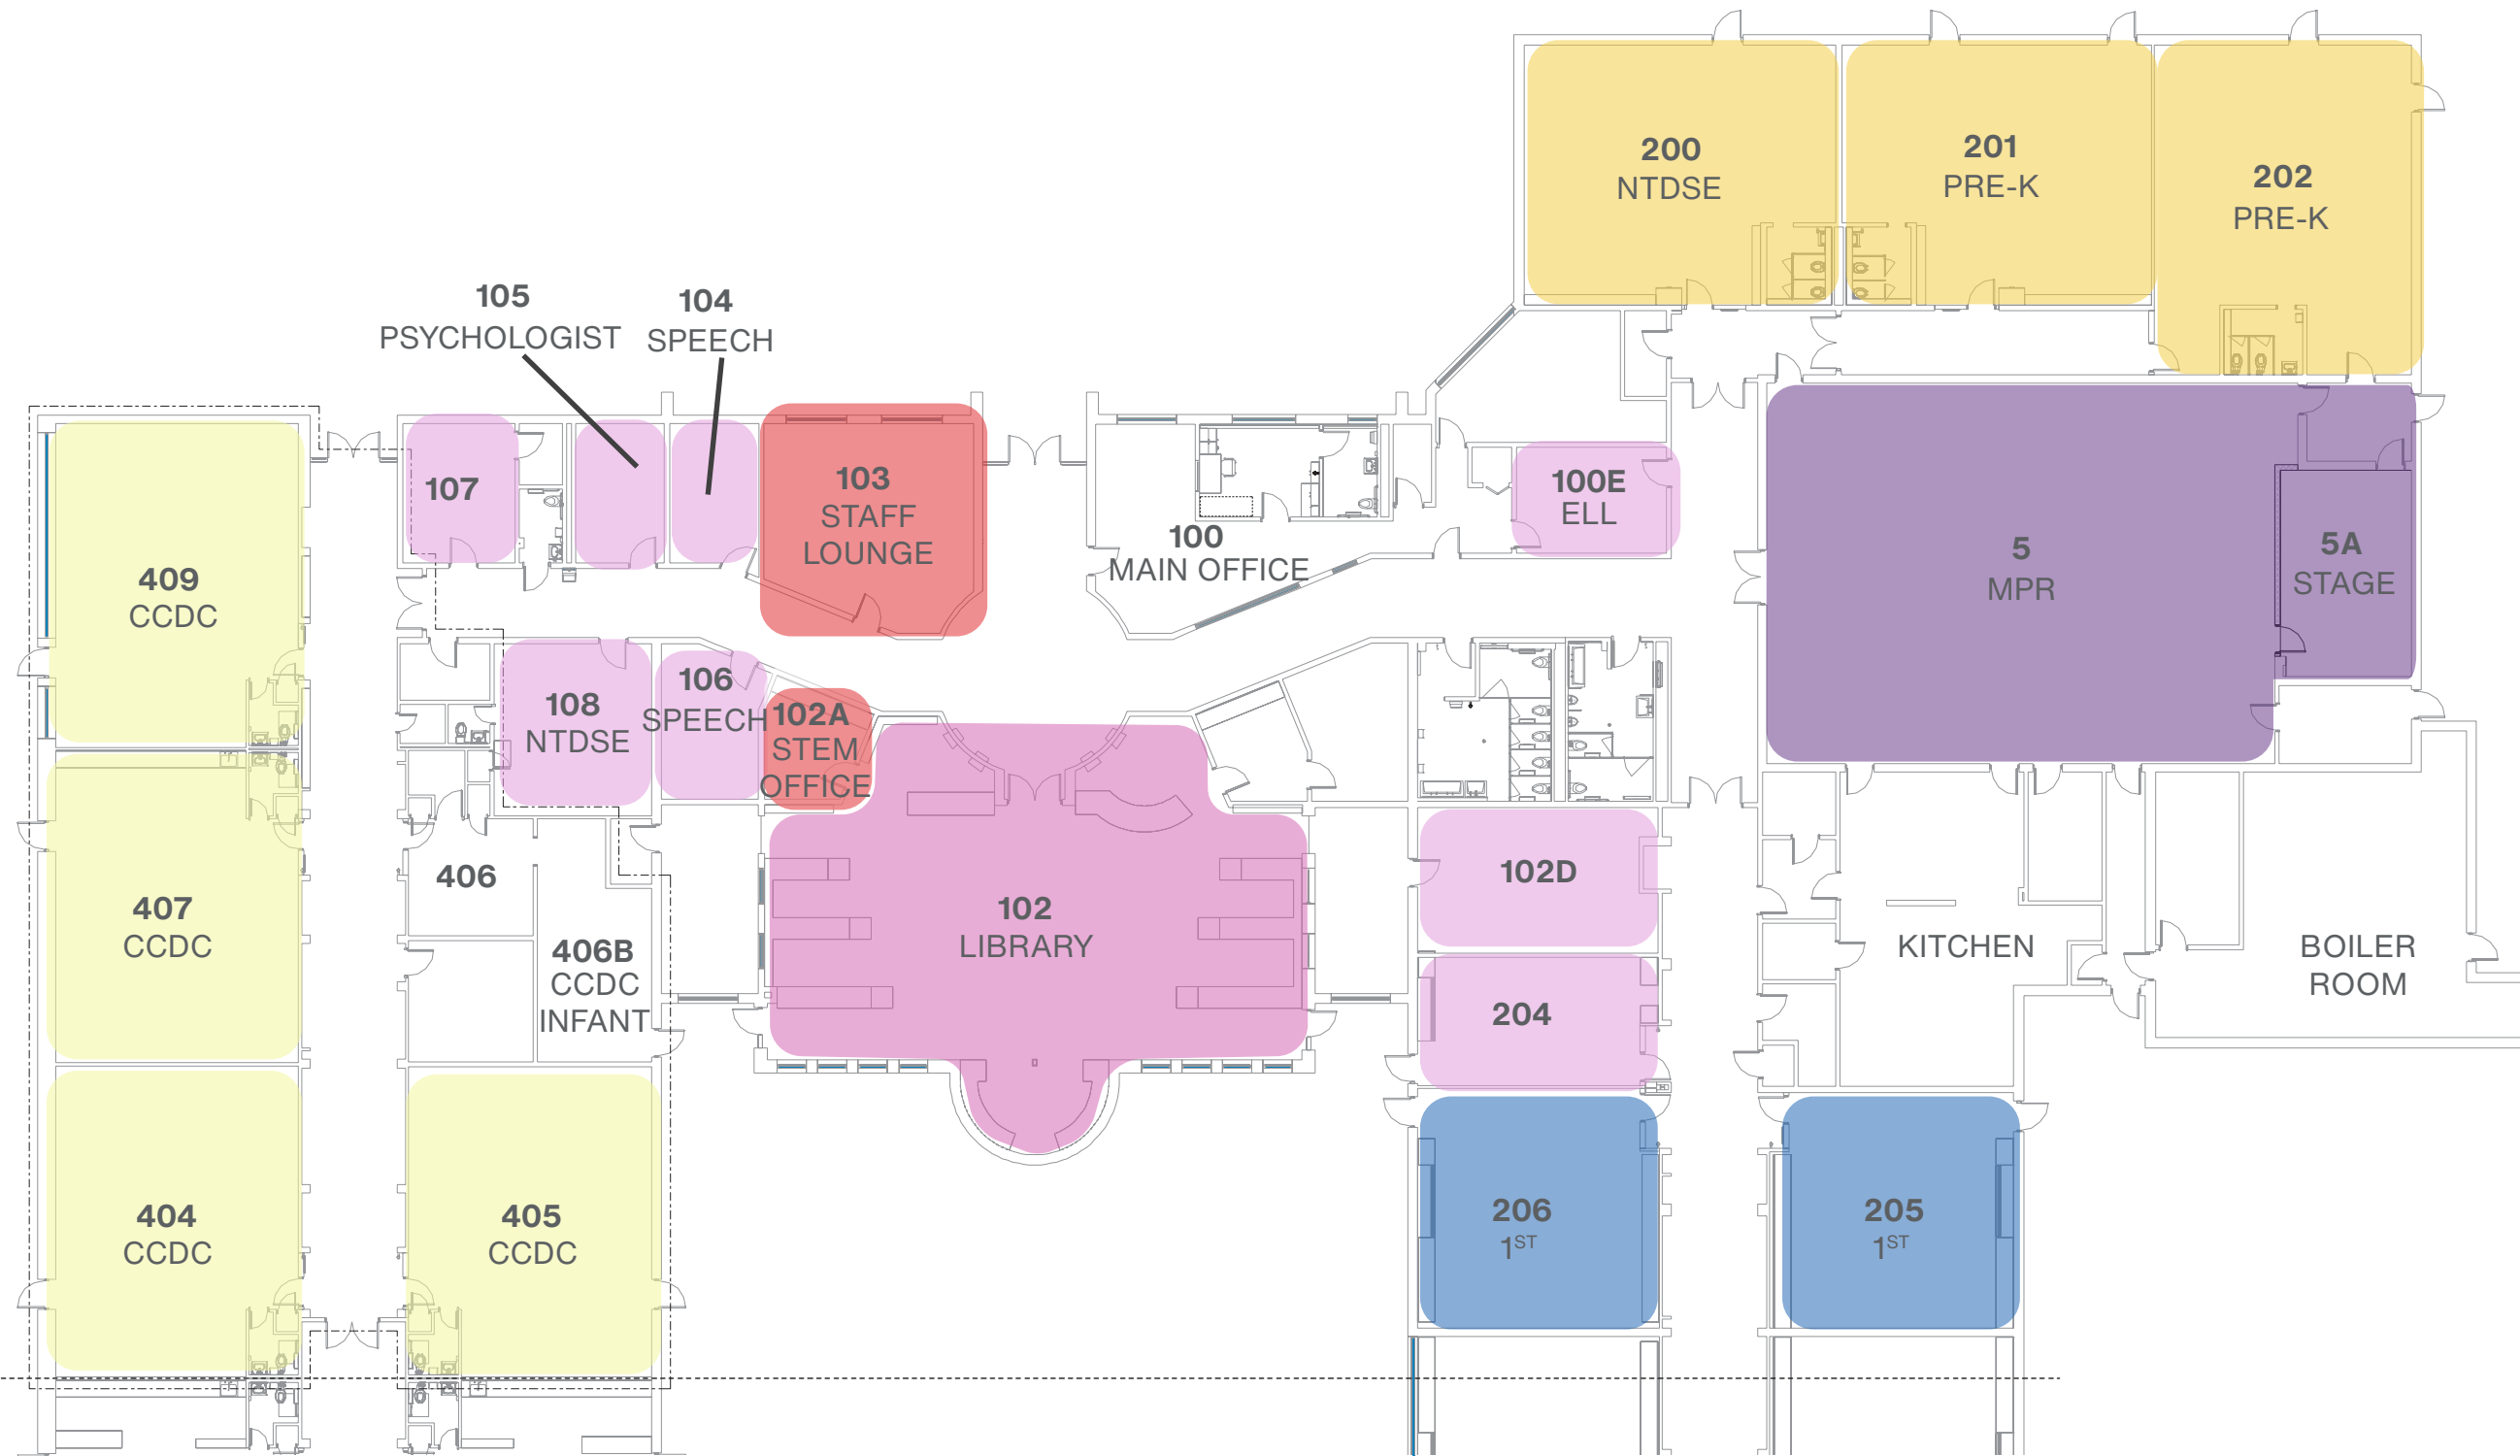 200
NTDSE
201
PRE-K
202
PRE-K
105
PSYCHOLOGIST
104
SPEECH
107
103
STAFF
LOUNGE
100
MAIN OFFICE
100E
ELL
5
MPR
5A
STAGE
409
CCDC
108
NTDSE
106
SPEECH
102A
STEM
OFFICE
407
CCDC
406
406B
CCDC
INFANT
102
LIBRARY
102D
204
KITCHEN
BOILER
ROOM
404
CCDC
405
CCDC
206
1ST
205
1ST